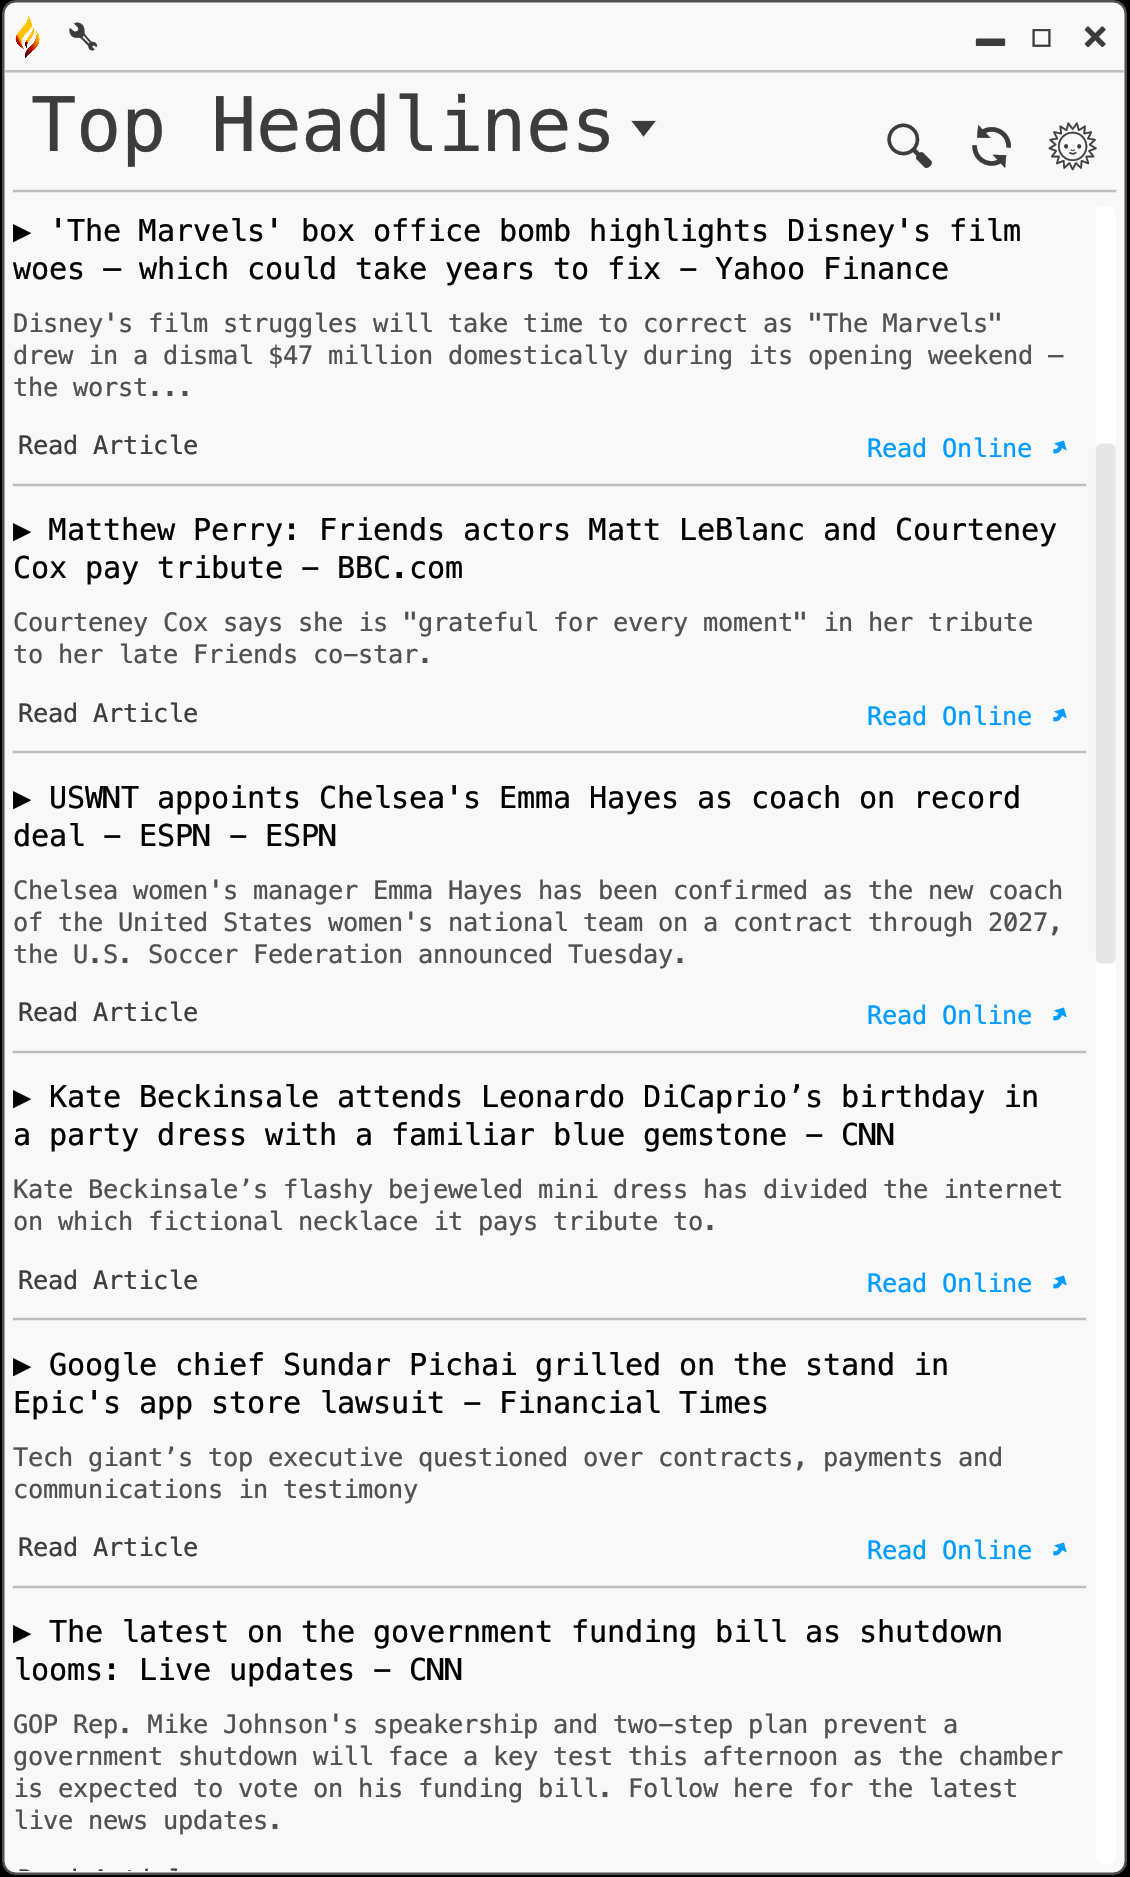 Top Headlines
▶ 'The Marvels' box office bomb highlights Disney's film
woes – which could take years to fix – Yahoo Finance
Disney's film struggles will take time to correct as "The Marvels"
drew in a dismal $47 million domestically during its opening weekend —
the worst...
Read Article
Read Online
▶ Matthew Perry: Friends actors Matt LeBlanc and Courteney
Cox pay tribute – BBC.com
Courteney Cox says she is "grateful for every moment" in her tribute
to her late Friends co-star.
Read Article
Read Online
▶ USWNT appoints Chelsea's Emma Hayes as coach on record
deal – ESPN – ESPN
Chelsea women's manager Emma Hayes has been confirmed as the new coach
of the United States women's national team on a contract through 2027,
the U.S. Soccer Federation announced Tuesday.
Read Article
Read Online
▶ Kate Beckinsale attends Leonardo DiCaprio’s birthday in
a party dress with a familiar blue gemstone – CNN
Kate Beckinsale’s flashy bejeweled mini dress has divided the internet
on which fictional necklace it pays tribute to.
Read Article
Read Online
▶ Google chief Sundar Pichai grilled on the stand in
Epic's app store lawsuit – Financial Times
Tech giant’s top executive questioned over contracts, payments and
communications in testimony
Read Article
Read Online
▶ The latest on the government funding bill as shutdown
looms: Live updates – CNN
GOP Rep. Mike Johnson's speakership and two-step plan prevent a
government shutdown will face a key test this afternoon as the chamber
is expected to vote on his funding bill. Follow here for the latest
live news updates.